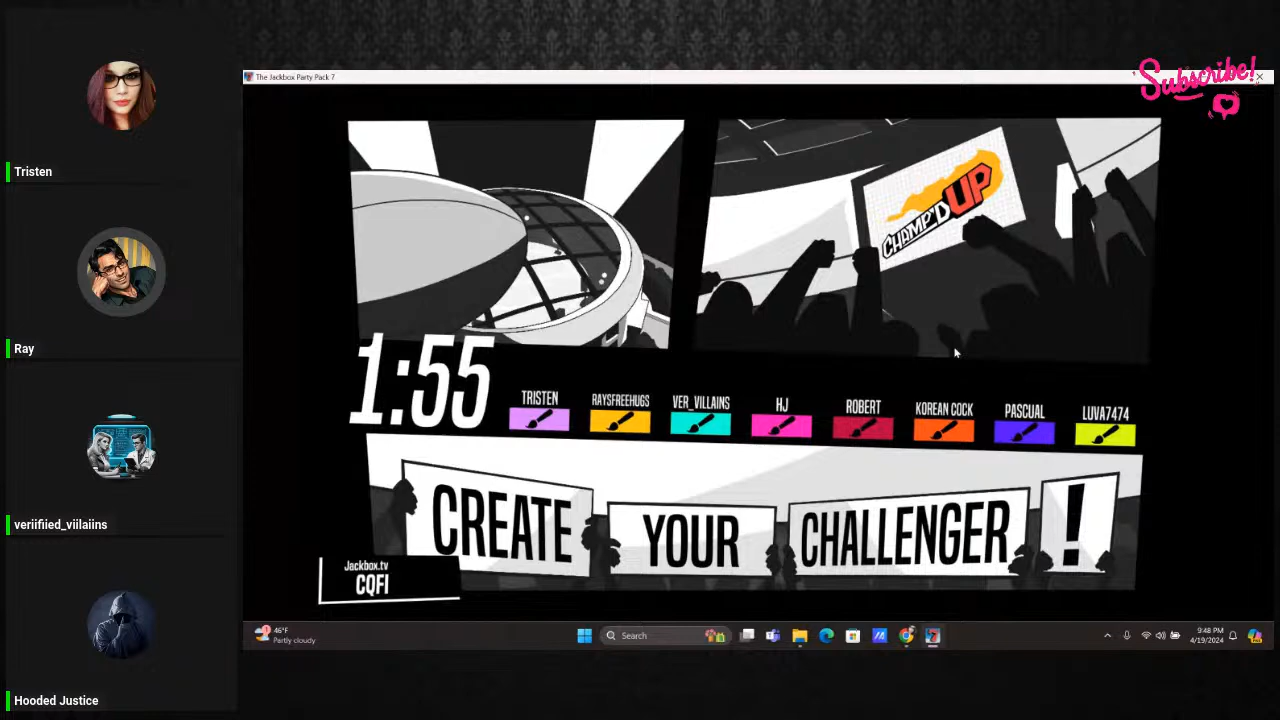 The Jackbox Party Pack 7
Subscribe!
Tristen
Ray
veriifiied_viilaiins
Hooded Justice
CHAMP'D UP
1:55
TRISTEN
RAYSFREEHUGS
VER_VILLAINS
HJ
ROBERT
KOREAN COCK
PASCUAL
LUVA7474
CREATE YOUR CHALLENGER !
Jackbox.tv
CQFI
46°F
Partly cloudy
Search
9:48 PM
4/19/2024